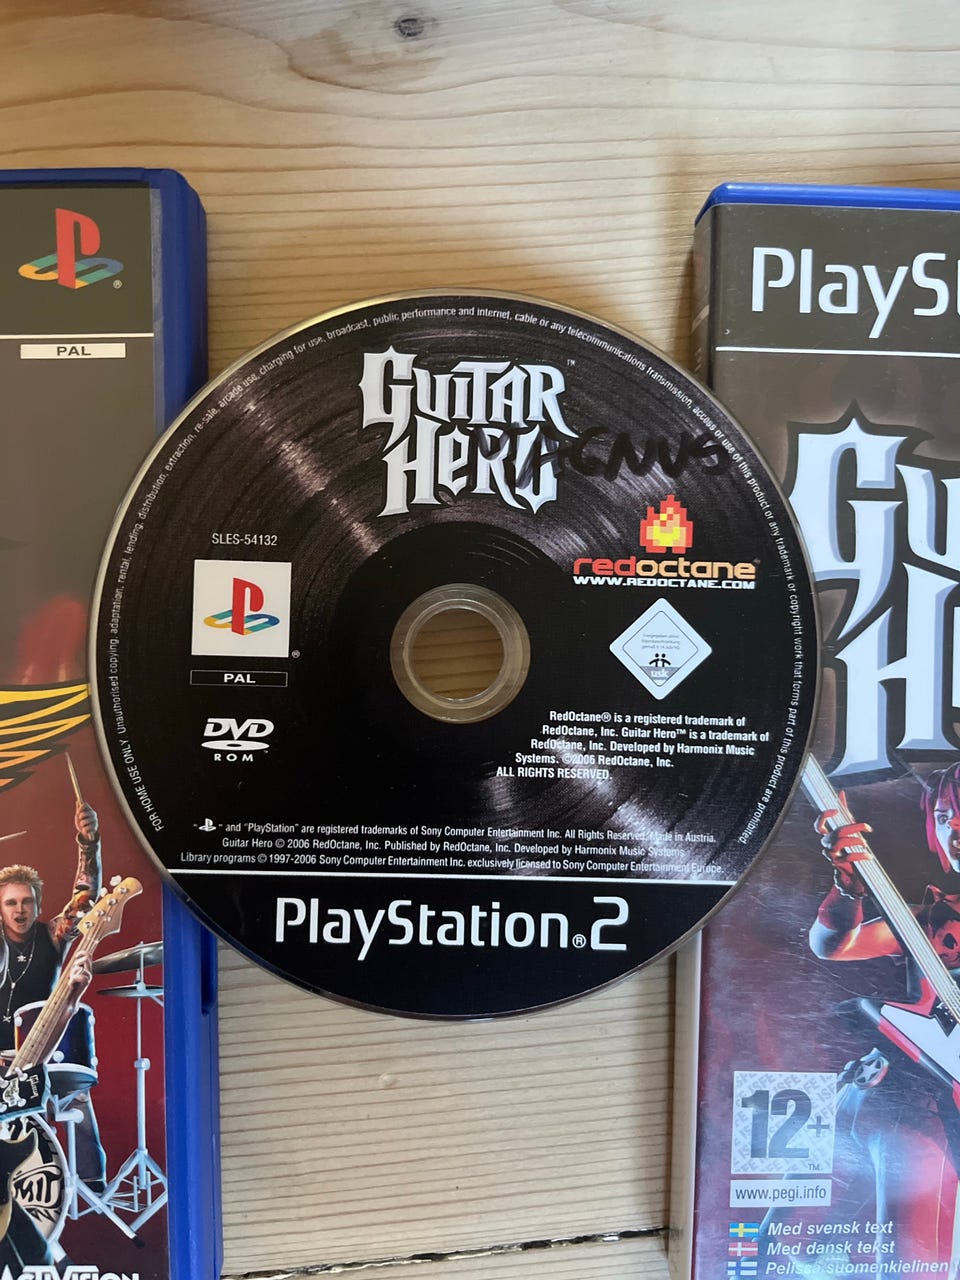 PAL
FOR HOME USE ONLY Unauthorised copying, adaptation, rental, lending, distribution, extraction, re-sale, arcade use, charging for use, broadcast, public performance and internet, cable or any telecommunications transmission, access or use of this product or any trademark or copyright work that forms part of this product are prohibited.
GUITAR
HERO
™
MAGNUS
SLES-54132
redoctane
WWW.REDOCTANE.COM
®
PAL
usk
DVD
ROM
RedOctane® is a registered trademark of
RedOctane, Inc. Guitar Hero™ is a trademark of
RedOctane, Inc. Developed by Harmonix Music
Systems. ©2006 RedOctane, Inc.
ALL RIGHTS RESERVED.
" " and "PlayStation" are registered trademarks of Sony Computer Entertainment Inc. All Rights Reserved. Made in Austria.
Guitar Hero © 2006 RedOctane, Inc. Published by RedOctane, Inc. Developed by Harmonix Music Systems.
Library programs © 1997-2006 Sony Computer Entertainment Inc. exclusively licensed to Sony Computer Entertainment Europe.
PlayStation®2
PlaySt
GU
H
12+
TM
www.pegi.info
Med svensk text
Med dansk tekst
Pelissä suomenkielinen
ACTIVISION